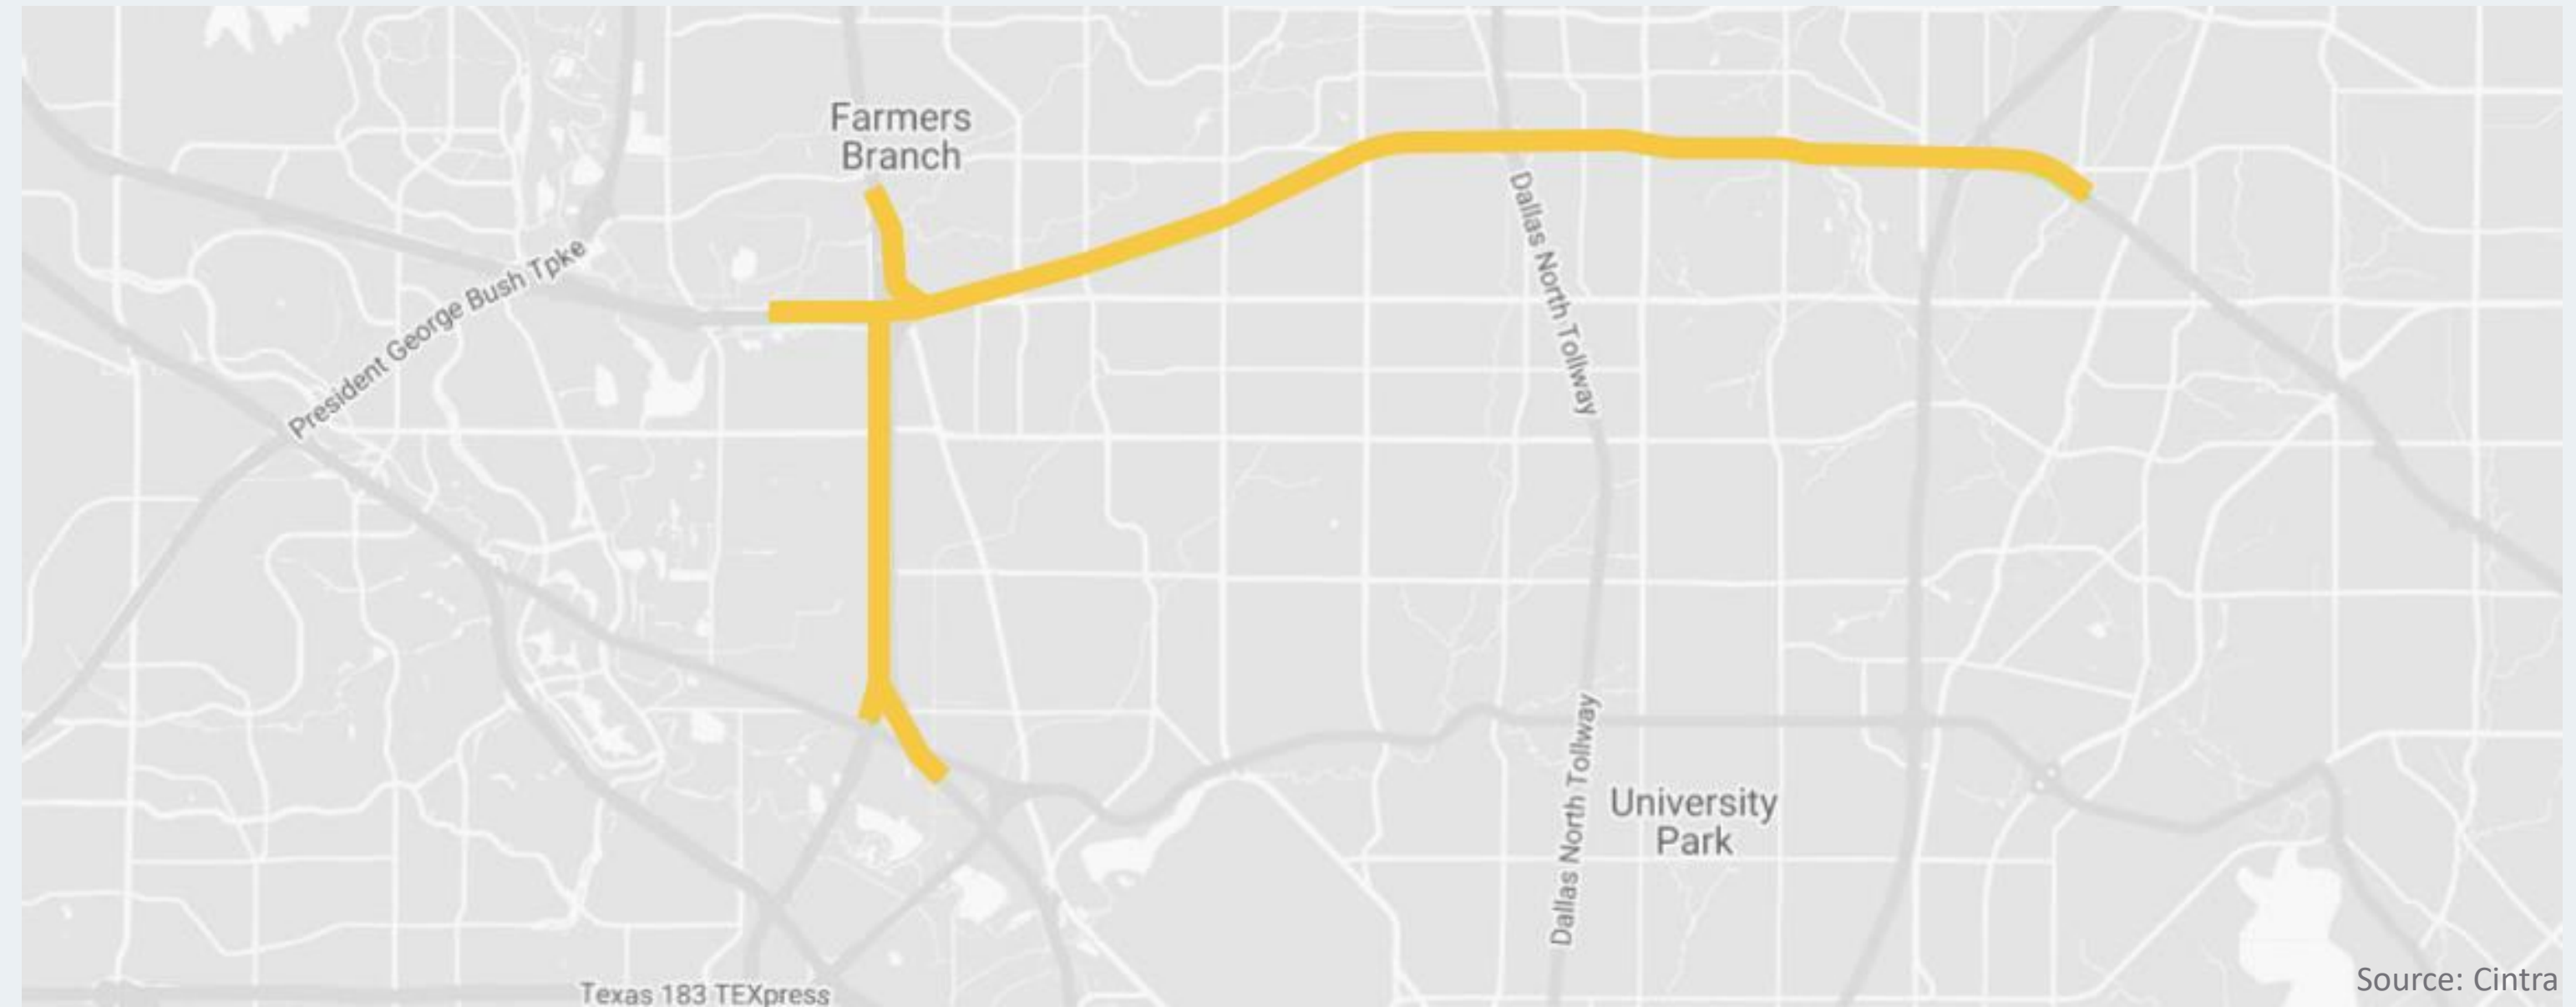 Farmers
Branch
President George Bush Tpke
Dallas North Tollway
Dallas North Tollway
University
Park
Texas 183 TEXpress
Source: Cintra